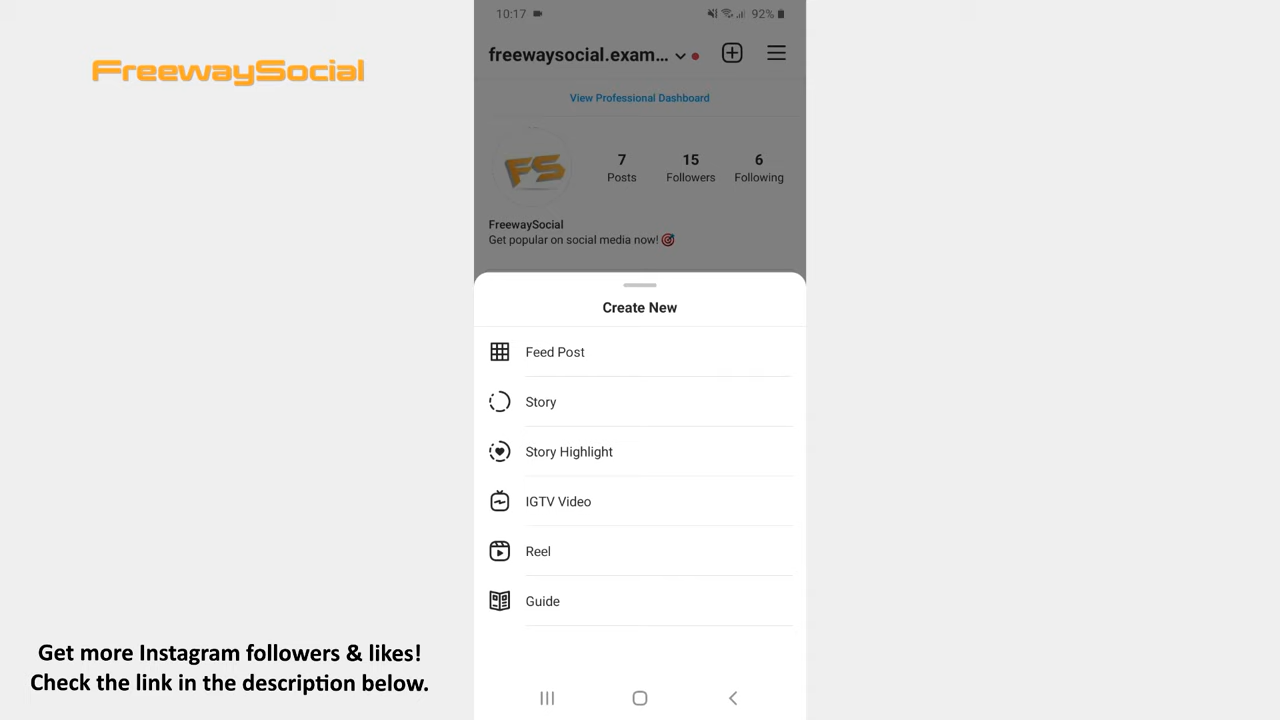 10:17
92%
FreewaySocial
freewaysocial.exam...
View Professional Dashboard
FS
7 15 6
Posts Followers Following
FreewaySocial
Get popular on social media now! 🎯
Create New
Feed Post
Story
Story Highlight
IGTV Video
Reel
Guide
Get more Instagram followers & likes!
Check the link in the description below.